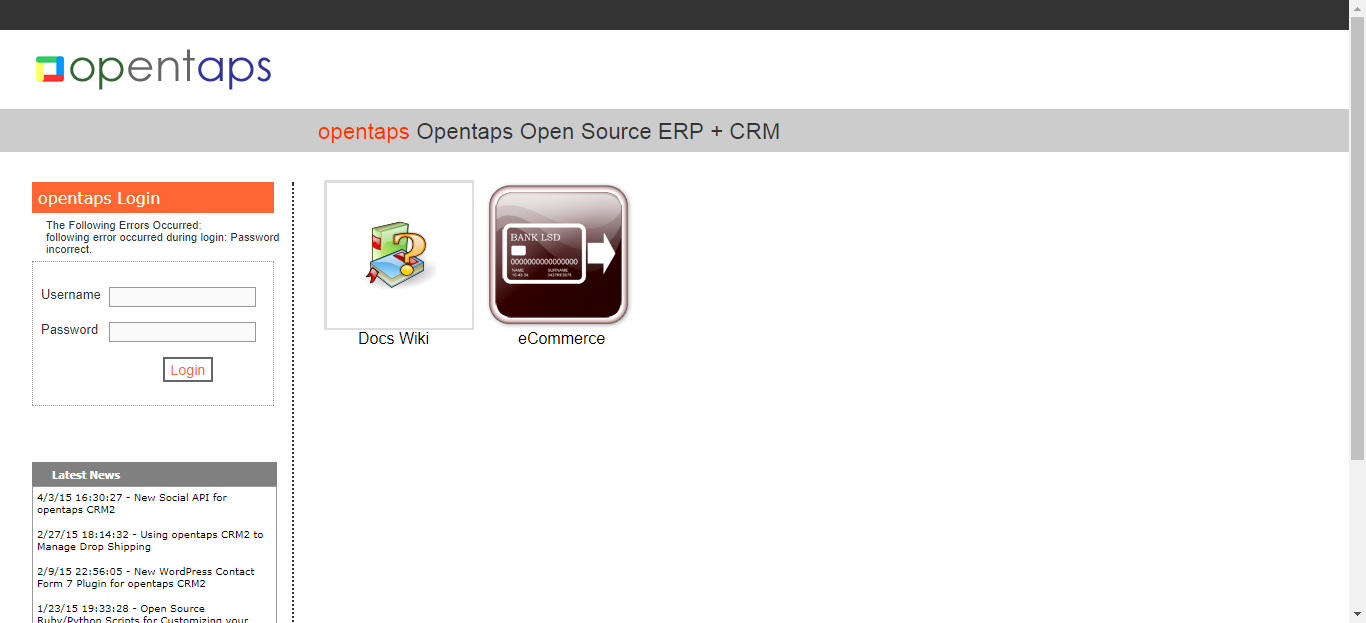 opentaps
opentaps Opentaps Open Source ERP + CRM
opentaps Login
The Following Errors Occurred:
following error occurred during login: Password
incorrect.
Username
Password
Login
BANK LSD
0000000000000000
NAME SURNAME
Docs Wiki
eCommerce
Latest News
4/3/15 16:30:27 - New Social API for
opentaps CRM2
2/27/15 18:14:32 - Using opentaps CRM2 to
Manage Drop Shipping
2/9/15 22:56:05 - New WordPress Contact
Form 7 Plugin for opentaps CRM2
1/23/15 19:33:28 - Open Source
Ruby/Python Scripts for Customizing your